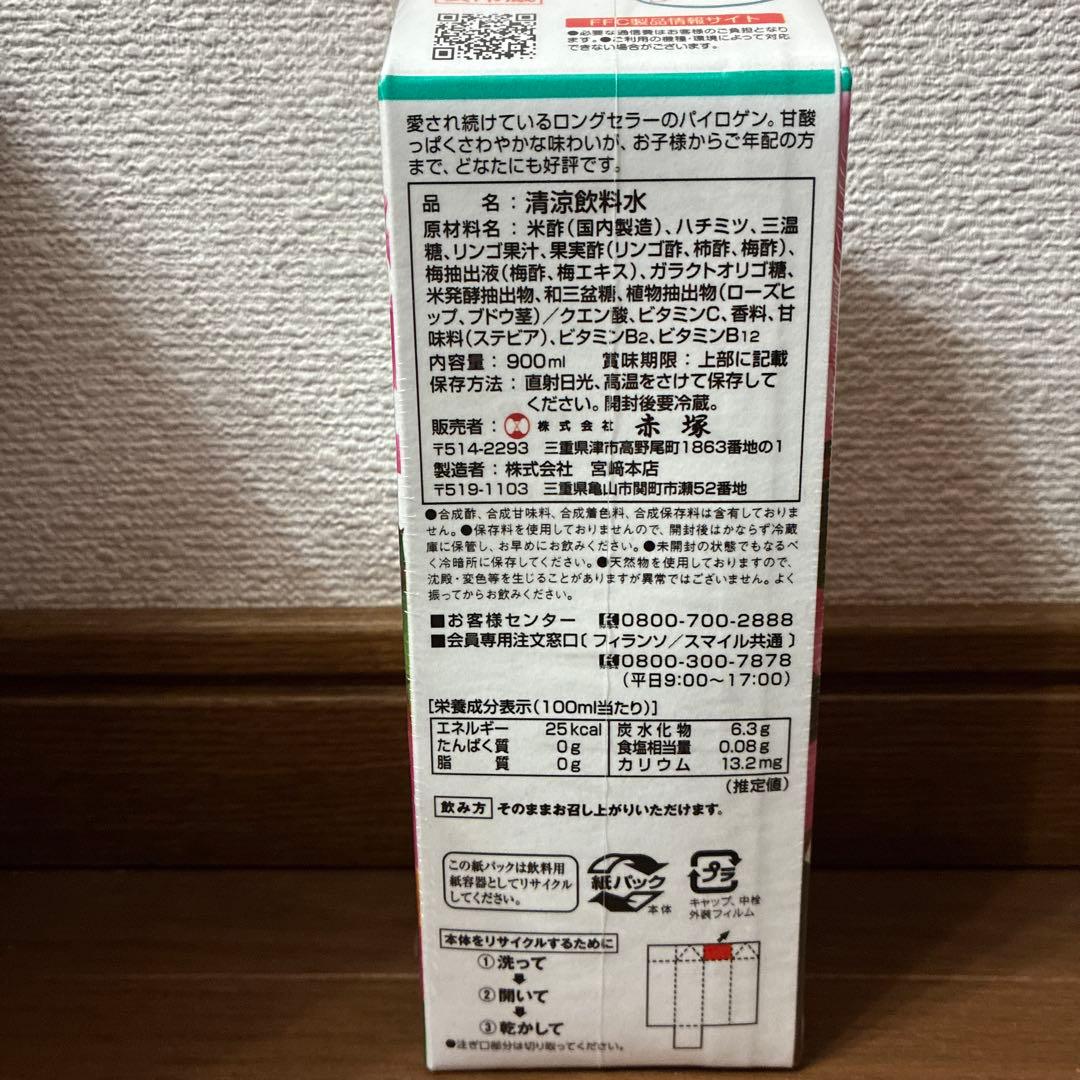 FFC製品情報サイト
●必要な通信費はお客様のご負担となり
ます。●ご利用の機種・環境によって対応
できない場合がございます。
愛され続けているロングセラーのパイロゲン。甘酸
っぱくさわやかな味わいが、お子様からご年配の方
まで、どなたにも好評です。
品 名：清涼飲料水
原材料名：米酢（国内製造）、ハチミツ、三温
糖、リンゴ果汁、果実酢（リンゴ酢、柿酢、梅酢）、
梅抽出液（梅酢、梅エキス）、ガラクトオリゴ糖、
米発酵抽出物、和三盆糖、植物抽出物（ローズヒ
ップ、ブドウ茎）／クエン酸、ビタミンC、香料、甘
味料（ステビア）、ビタミンB2、ビタミンB12
内容量：900ml 賞味期限：上部に記載
保存方法：直射日光、高温をさけて保存して
ください。開封後要冷蔵。
販売者：株式会社 赤塚
〒514-2293 三重県津市高野尾町1863番地の1
製造者：株式会社 宮﨑本店
〒519-1103 三重県亀山市関町市瀬52番地
●合成酢、合成甘味料、合成着色料、合成保存料は含有しておりま
せん。●保存料を使用しておりませんので、開封後はかならず冷蔵
庫に保管し、お早めにお飲みください。●未開封の状態でもなるべ
く冷暗所に保存してください。●天然物を使用しておりますので、
沈殿・変色等を生じることがありますが異常ではございません。よく
振ってからお飲みください。
■お客様センター 0800-700-2888
■会員専用注文窓口〔フィランソ／スマイル共通〕
0800-300-7878
（平日9:00～17:00）
［栄養成分表示（100ml当たり）］
エネルギー 25kcal 炭水化物 6.3g
たんぱく質 0g 食塩相当量 0.08g
脂質 0g カリウム 13.2mg
（推定値）
飲み方 そのままお召し上がりいただけます。
この紙パックは飲料用
紙容器としてリサイクル
してください。
紙パック
本体
プラ
キャップ、中栓
外装フィルム
本体をリサイクルするために
①洗って
②開いて
③乾かして
●注ぎ口部分は切り取ってください。